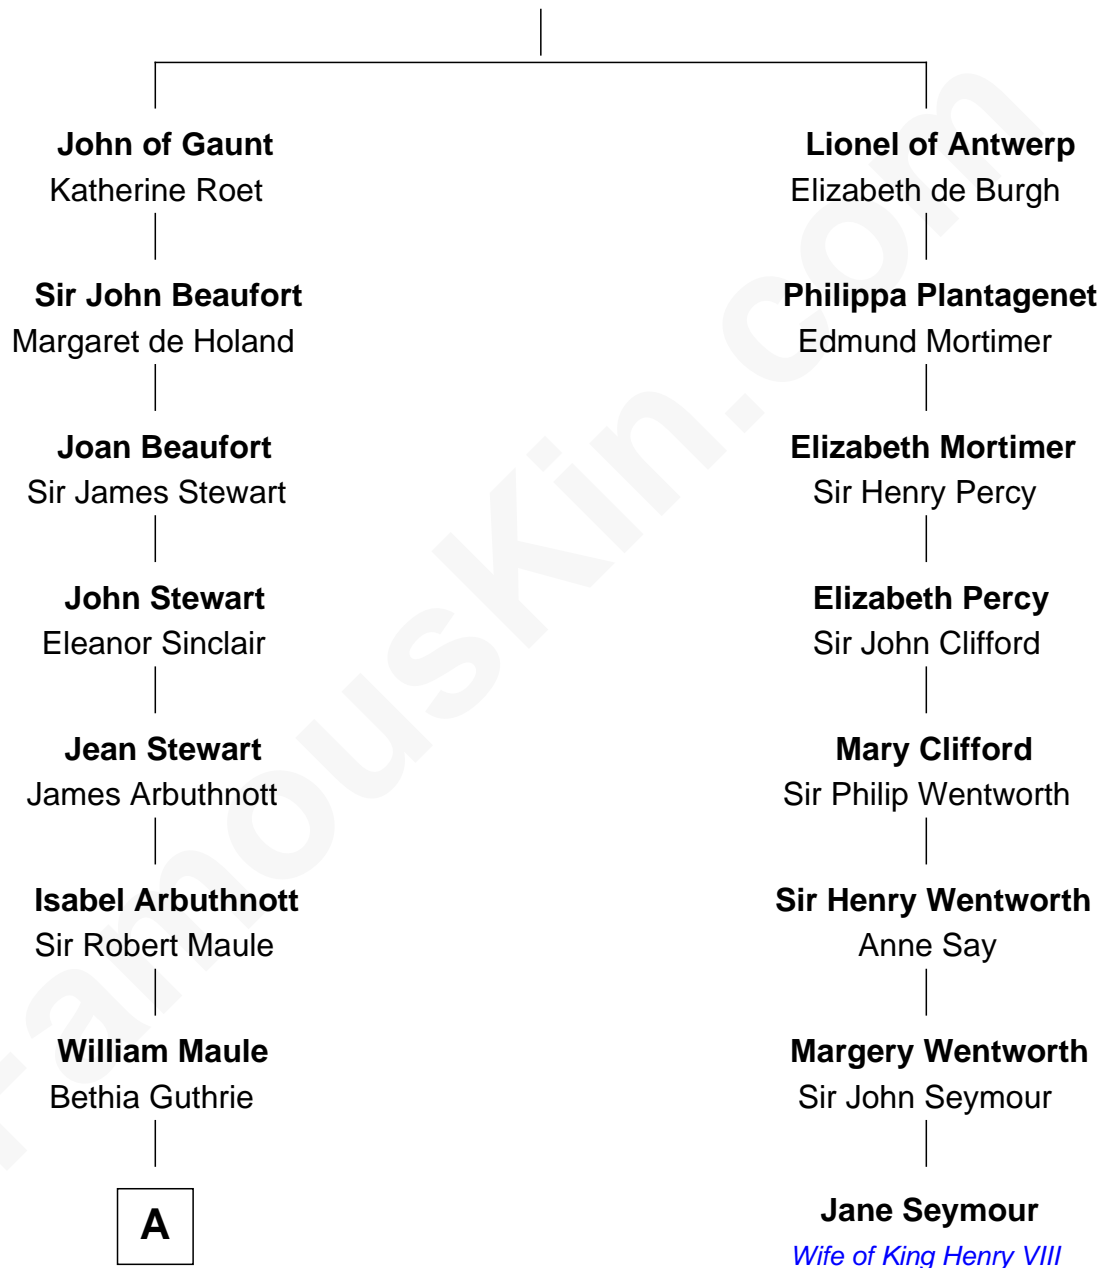 John of Gaunt
Katherine Roet
Sir John Beaufort
Margaret de Holand
Joan Beaufort
Sir James Stewart
John Stewart
Eleanor Sinclair
Jean Stewart
James Arbuthnott
Isabel Arbuthnott
Sir Robert Maule
William Maule
Bethia Guthrie
A
Lionel of Antwerp
Elizabeth de Burgh
Philippa Plantagenet
Edmund Mortimer
Elizabeth Mortimer
Sir Henry Percy
Elizabeth Percy
Sir John Clifford
Mary Clifford
Sir Philip Wentworth
Sir Henry Wentworth
Anne Say
Margery Wentworth
Sir John Seymour
Jane Seymour
Wife of King Henry VIII
FamousKin.com